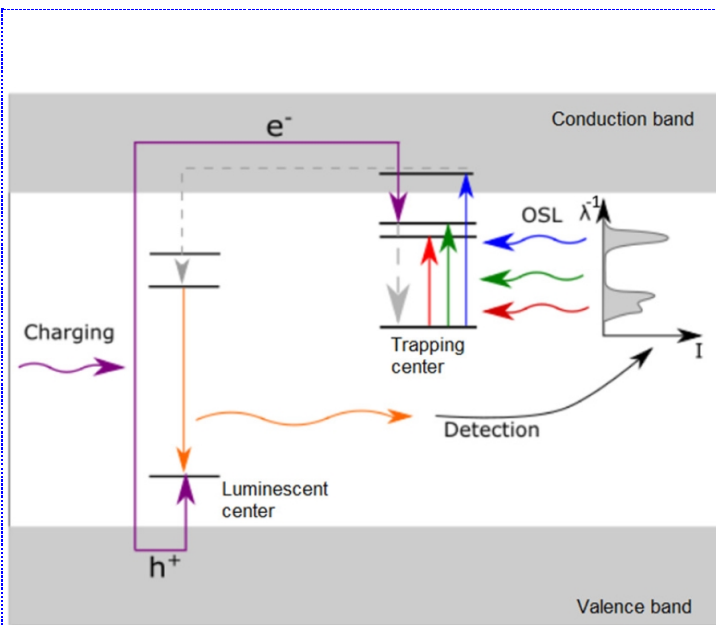 Conduction band
e-
OSL
λ-1
Charging
Trapping
center
I
Detection
Luminescent
center
h+
Valence band